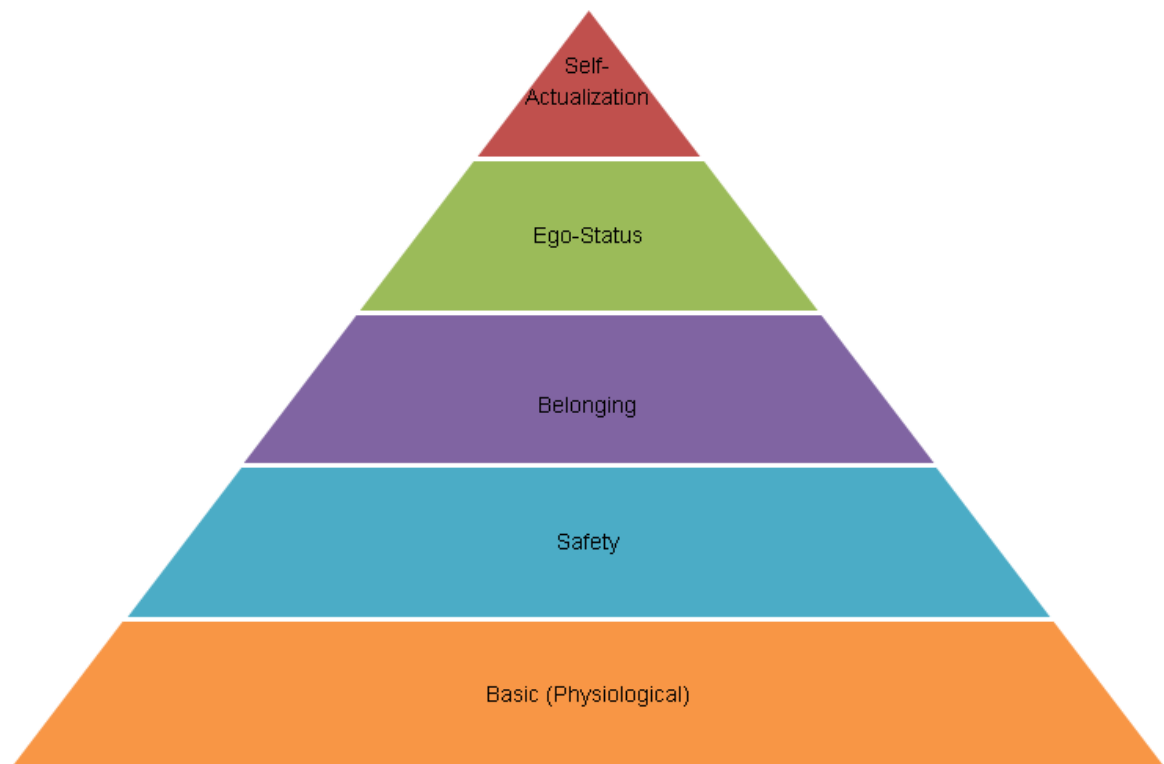 Self-
Actualization
Ego-Status
Belonging
Safety
Basic (Physiological)